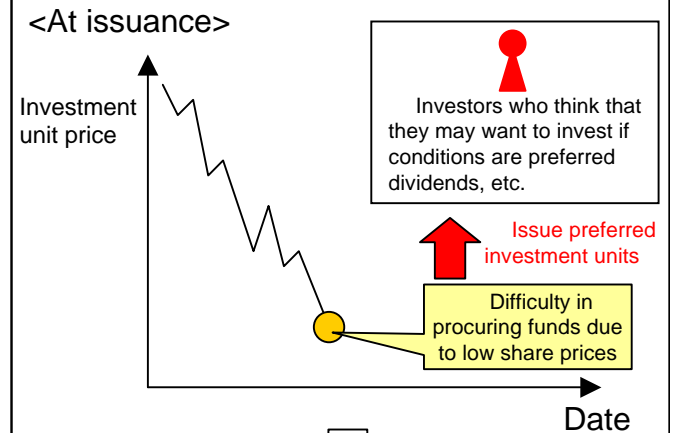 <At issuance>
Investment
unit price
Investors who think that
they may want to invest if
conditions are preferred
dividends, etc.
Issue preferred
investment units
Difficulty in
procuring funds due
to low share prices
Date